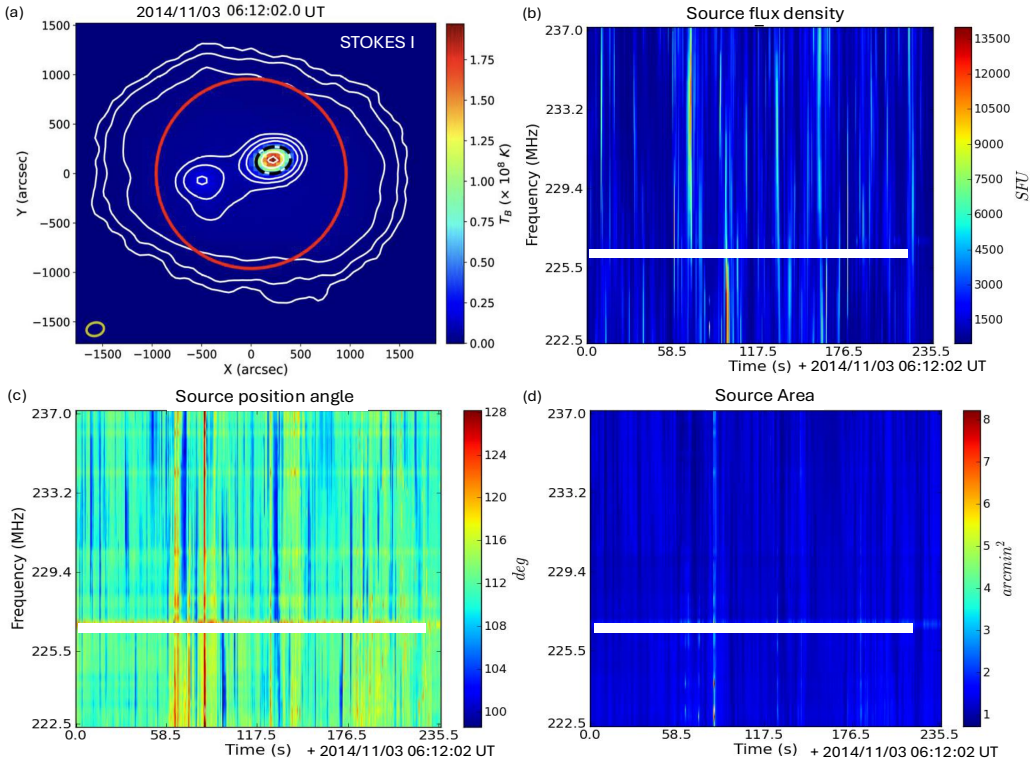 (a)
2014/11/03 06:12:02.0 UT
STOKES I
1500
1000
500
0
−500
−1000
−1500
Y (arcsec)
−1500 −1000 −500 0 500 1000 1500
X (arcsec)
1.75
1.50
1.25
1.00
0.75
0.50
0.25
0.00
T_B (× 10^8 K)
(b)
Source flux density
237.0
233.2
229.4
225.5
222.5
Frequency (MHz)
0.0 58.5 117.5 176.5 235.5
Time (s) + 2014/11/03 06:12:02 UT
13500
12000
10500
9000
7500
6000
4500
3000
1500
SFU
(c)
Source position angle
237.0
233.2
229.4
225.5
222.5
Frequency (MHz)
0.0 58.5 117.5 176.5 235.5
Time (s) + 2014/11/03 06:12:02 UT
128
124
120
116
112
108
104
100
deg
(d)
Source Area
237.0
233.2
229.4
225.5
222.5
0.0 58.5 117.5 176.5 235.5
Time (s) + 2014/11/03 06:12:02 UT
8
7
6
5
4
3
2
1
arcmin²